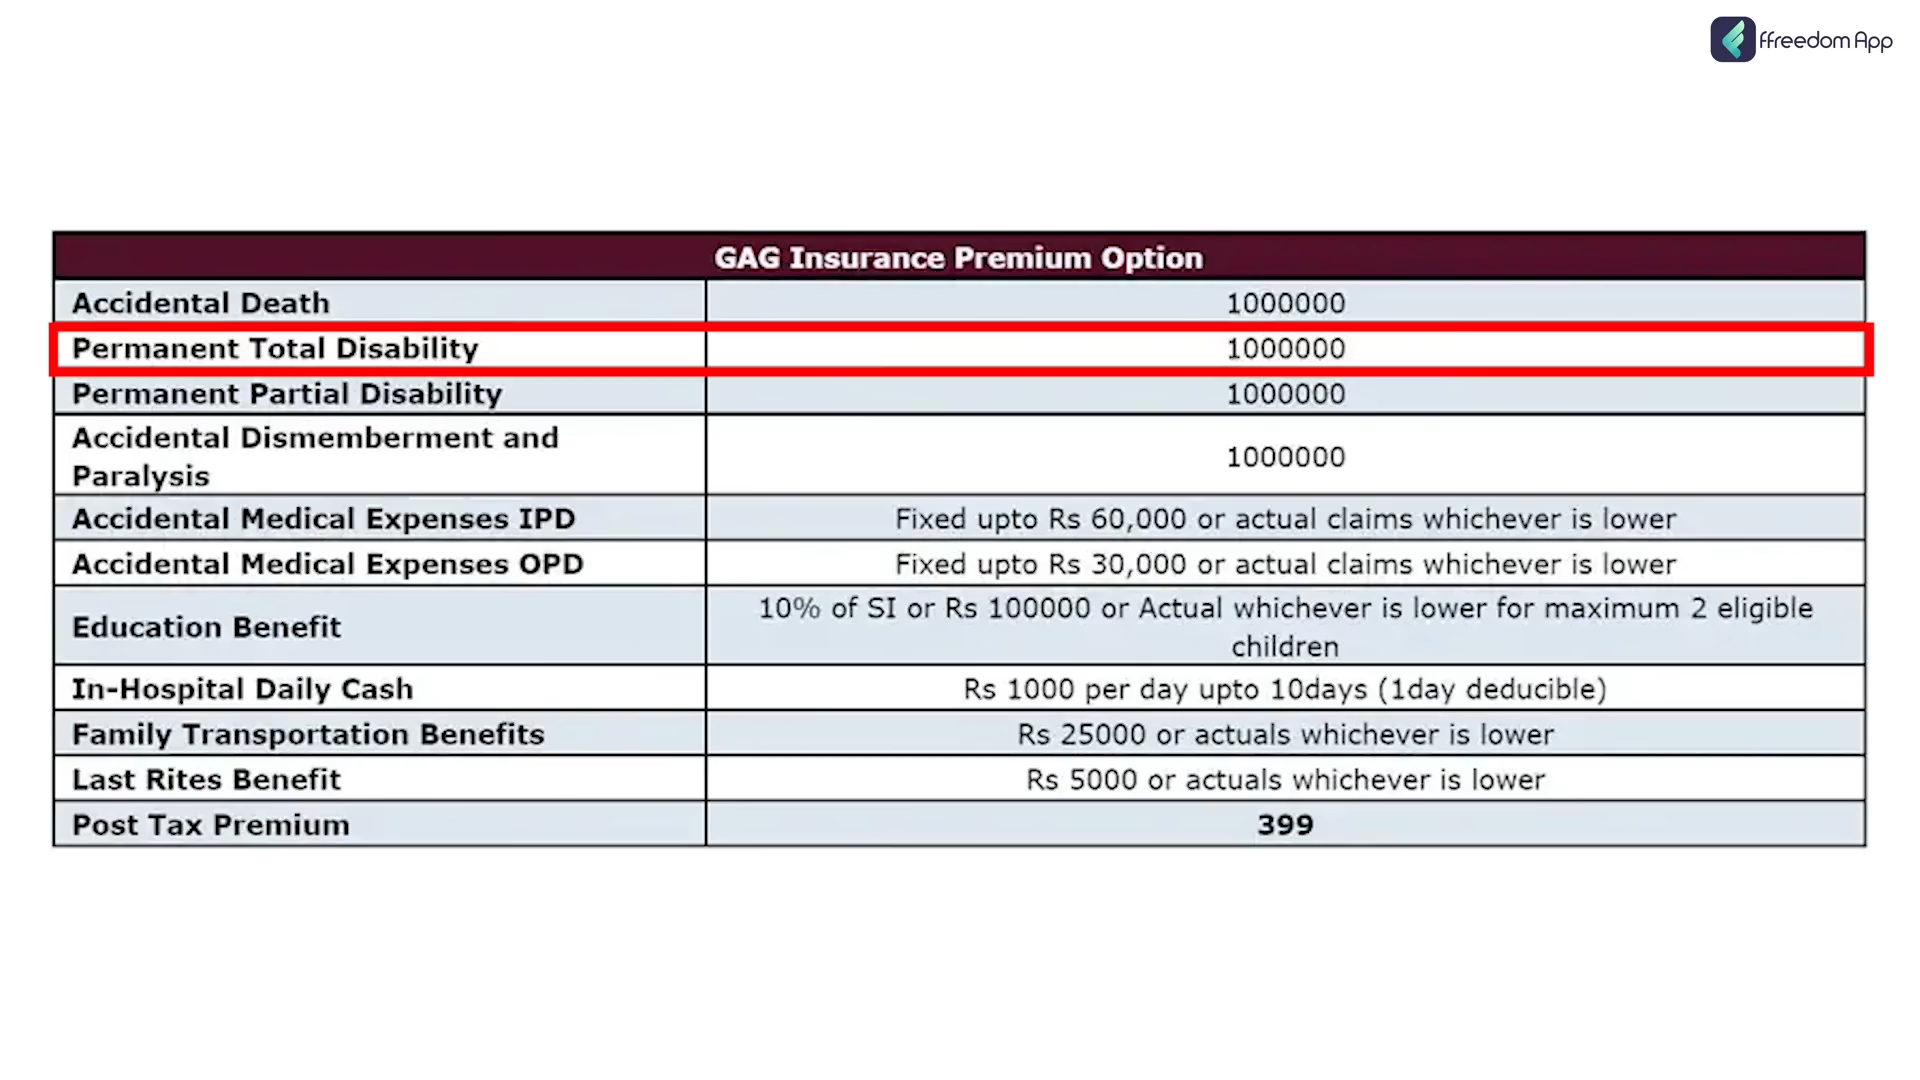 ffreedom App
GAG Insurance Premium Option
Accidental Death 1000000
Permanent Total Disability 1000000
Permanent Partial Disability 1000000
Accidental Dismemberment and
Paralysis
1000000
Accidental Medical Expenses IPD Fixed upto Rs 60,000 or actual claims whichever is lower
Accidental Medical Expenses OPD Fixed upto Rs 30,000 or actual claims whichever is lower
Education Benefit
10% of SI or Rs 100000 or Actual whichever is lower for maximum 2 eligible
children
In-Hospital Daily Cash Rs 1000 per day upto 10days (1day deducible)
Family Transportation Benefits Rs 25000 or actuals whichever is lower
Last Rites Benefit Rs 5000 or actuals whichever is lower
Post Tax Premium 399